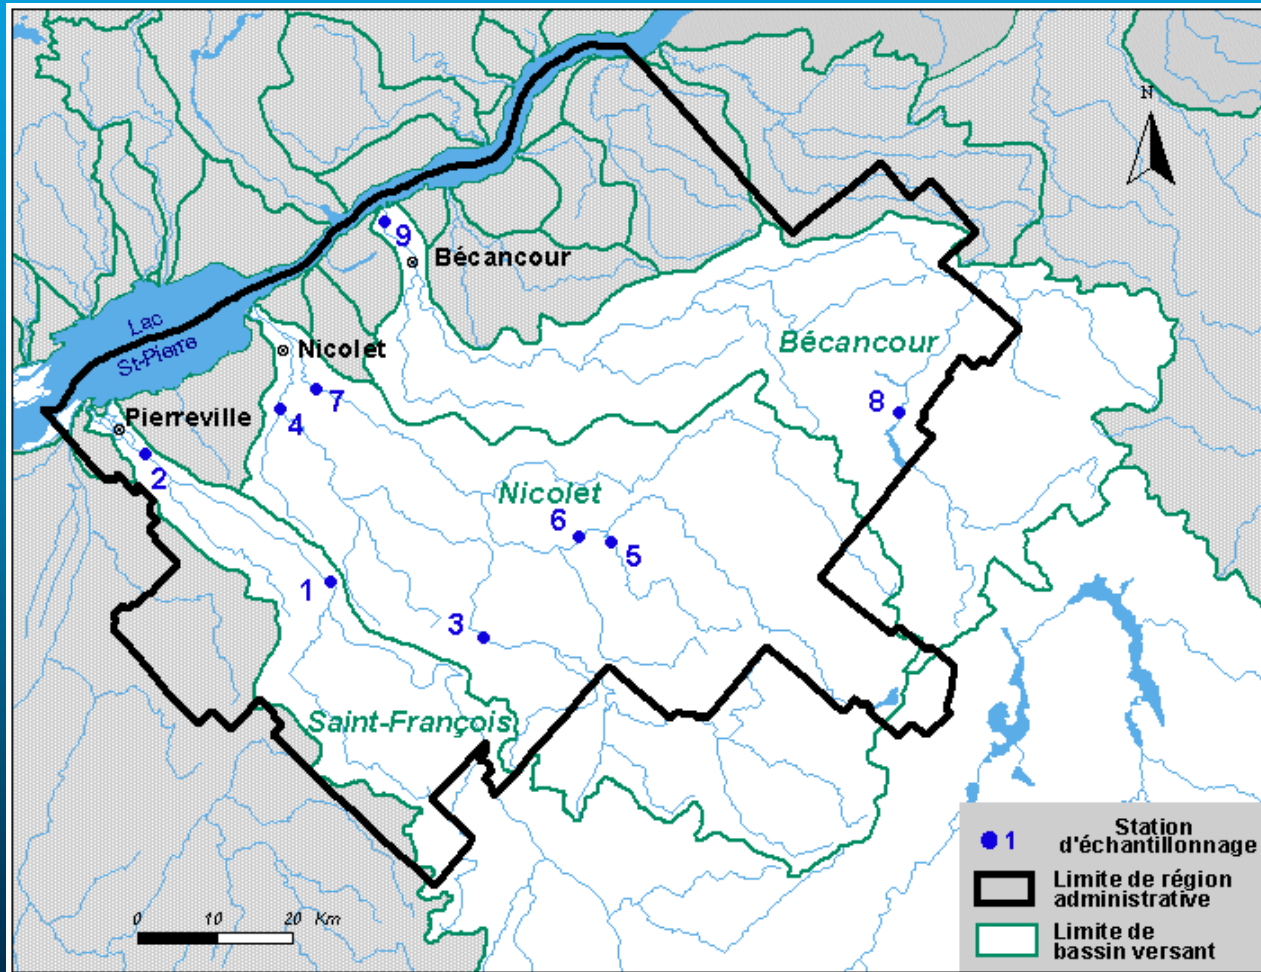 N
9
Bécancour
Lac
St-Pierre
Nicolet
Bécancour
7
8
Pierreville
4
2
Nicolet
6
5
1
3
Saint-François
1
Station
d'échantillonnage
Limite de région
administrative
Limite de
bassin versant
0 10 20 Km